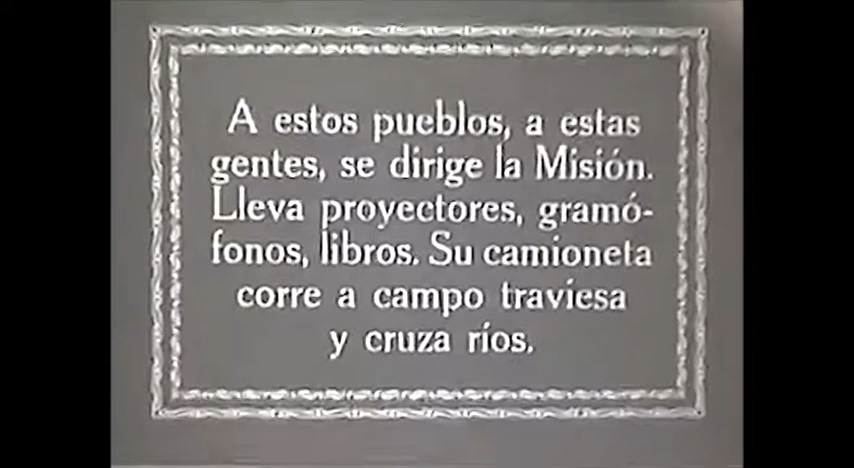 A estos pueblos, a estas
gentes, se dirige la Misión.
Lleva proyectores, gramó-
fonos, libros. Su camioneta
corre a campo traviesa
y cruza ríos.